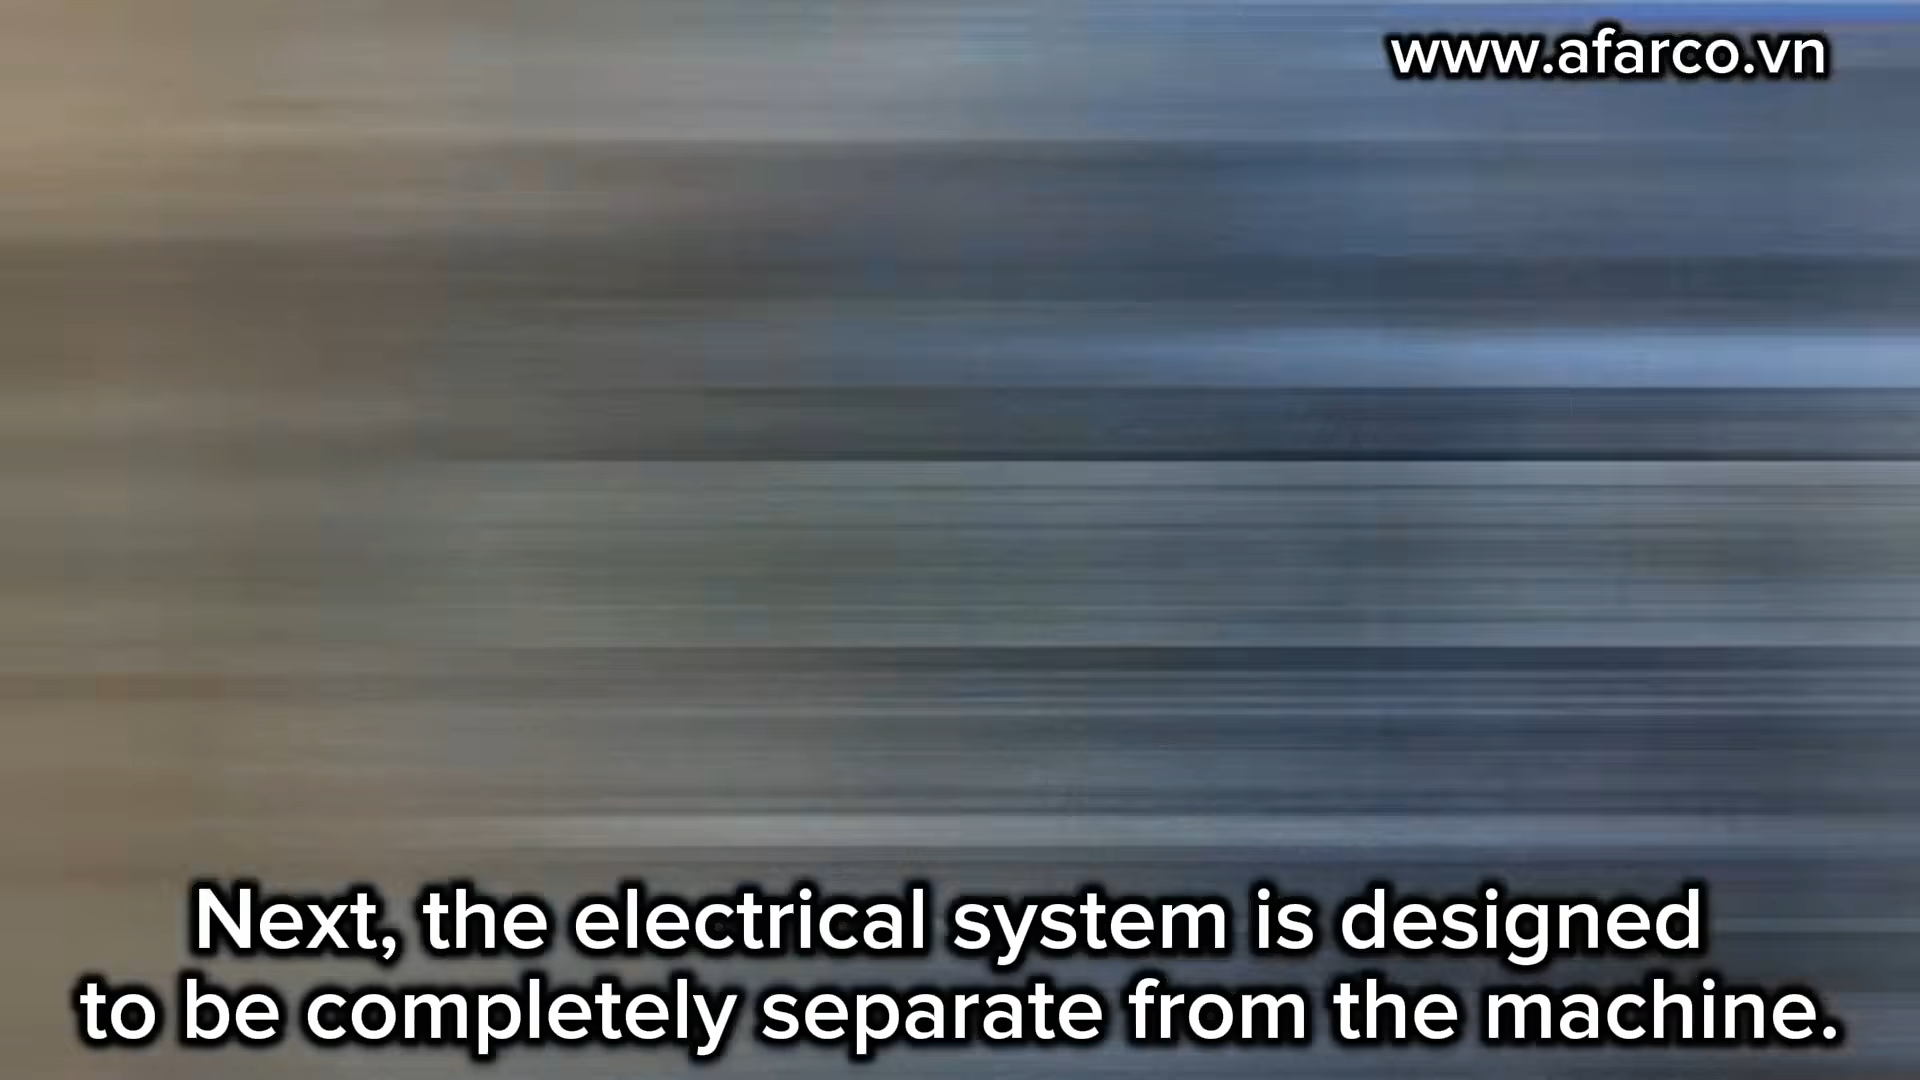 www.afarco.vn
Next, the electrical system is designed
to be completely separate from the machine.